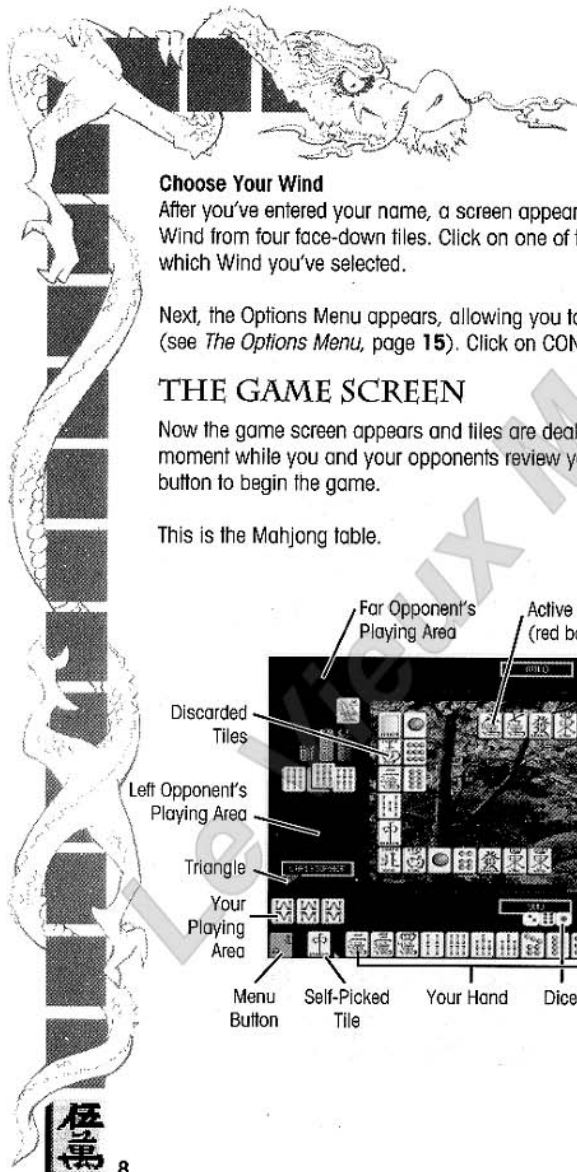 Choose Your Wind
After you've entered your name, a screen appear
Wind from four face-down tiles. Click on one of
which Wind you've selected.
Next, the Options Menu appears, allowing you to
(see The Options Menu, page 15). Click on CON
THE GAME SCREEN
Now the game screen appears and tiles are deal
moment while you and your opponents review
button to begin the game.
This is the Mahjong table.
Far Opponent's
Playing Area
Active
(red
Discarded
Tiles
Left Opponent's
Playing Area
Triangle
Your
Playing
Area
Menu
Button
Self-Picked
Tile
Your Hand
Dice
Le Vieux M
伍
萬
8